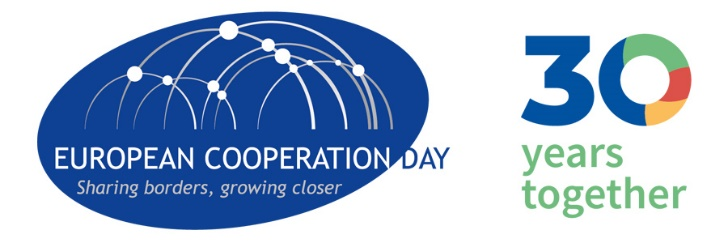 EUROPEAN COOPERATION DAY
Sharing borders, growing closer
30
years
together